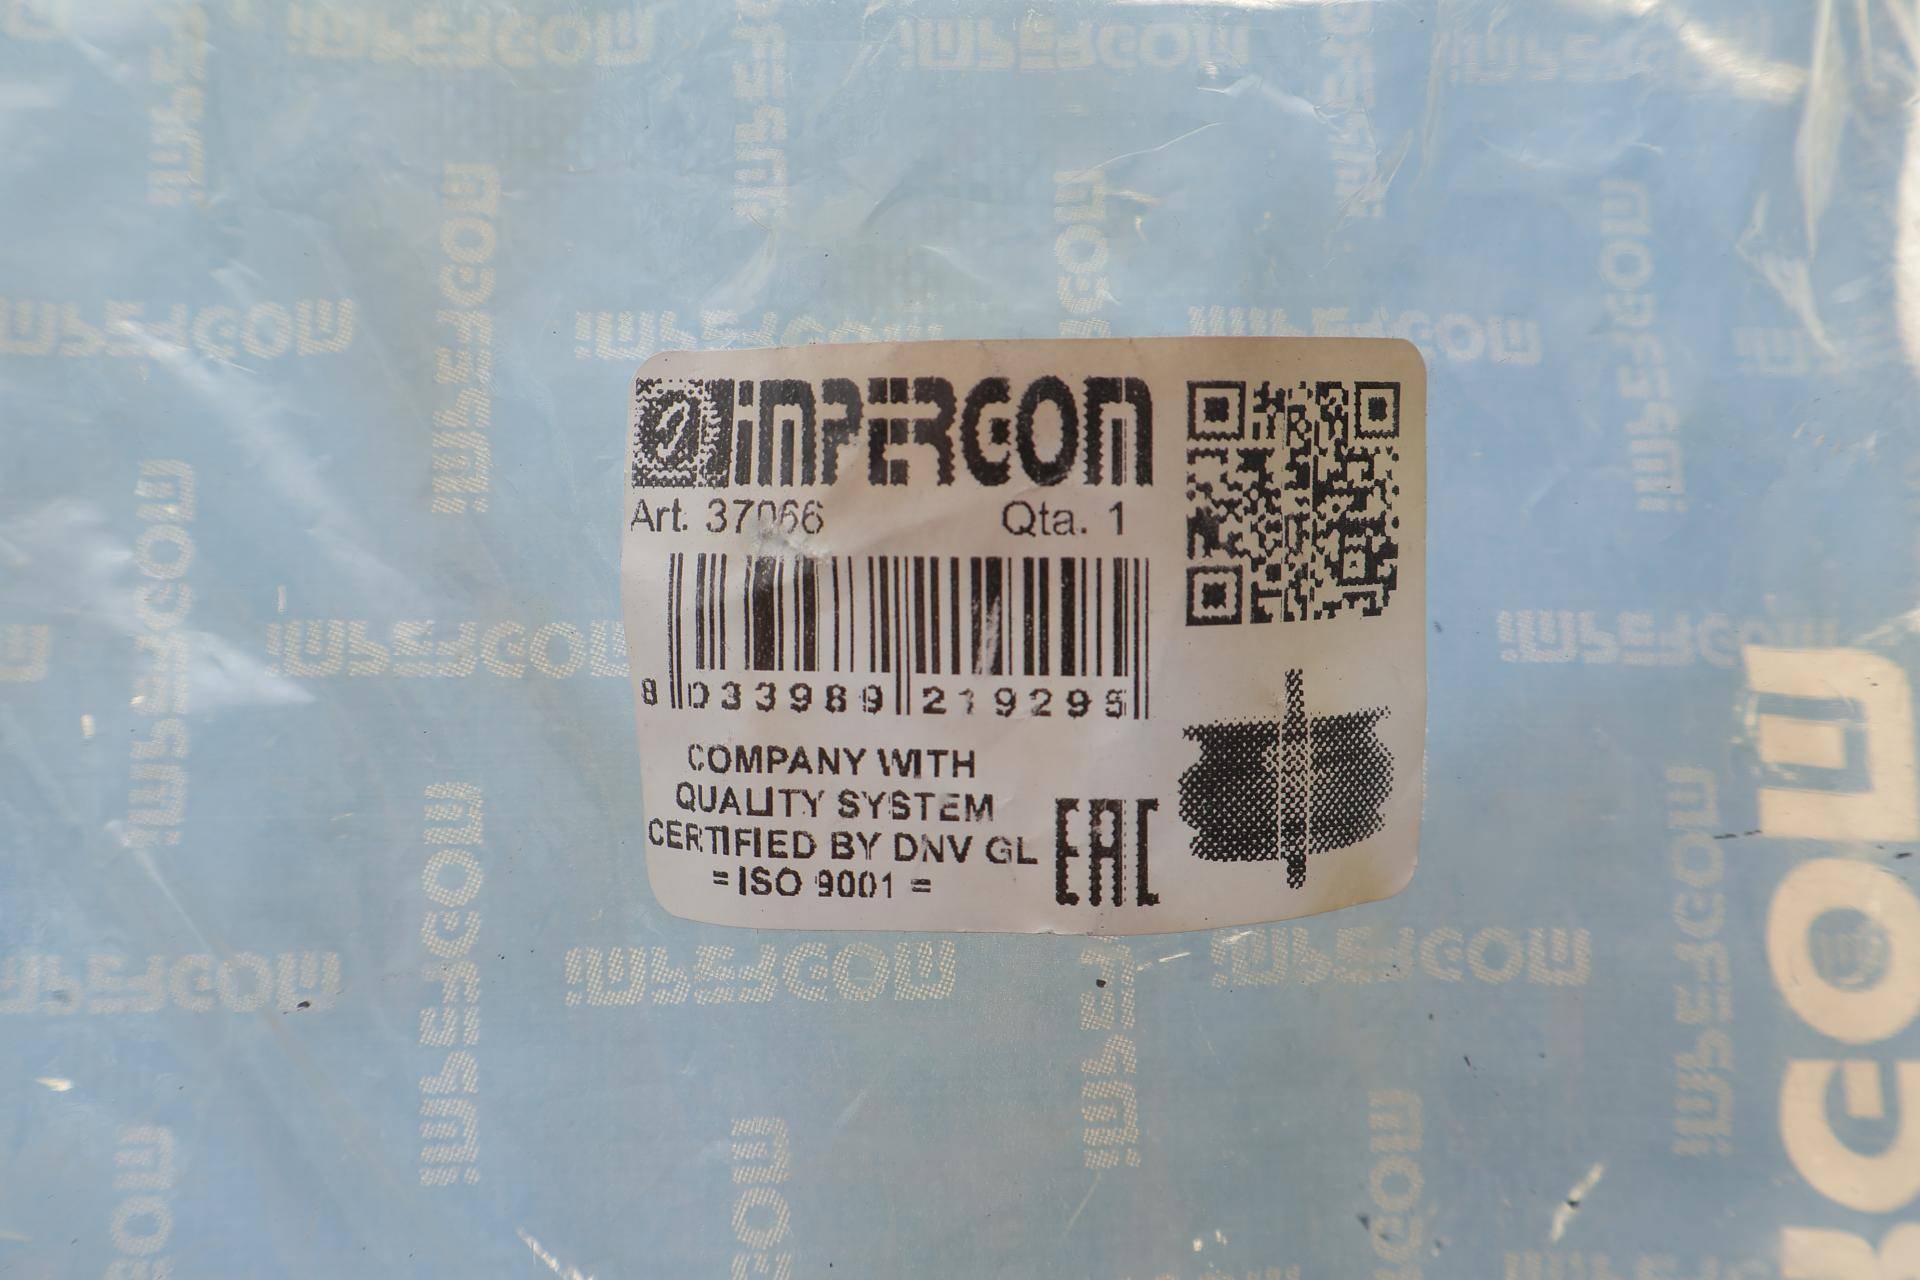 IMPERGOM
Art. 37066 Qta. 1
8 033989 219295
COMPANY WITH
QUALITY SYSTEM
CERTIFIED BY DNV GL
= ISO 9001 =
EAC
RGOM